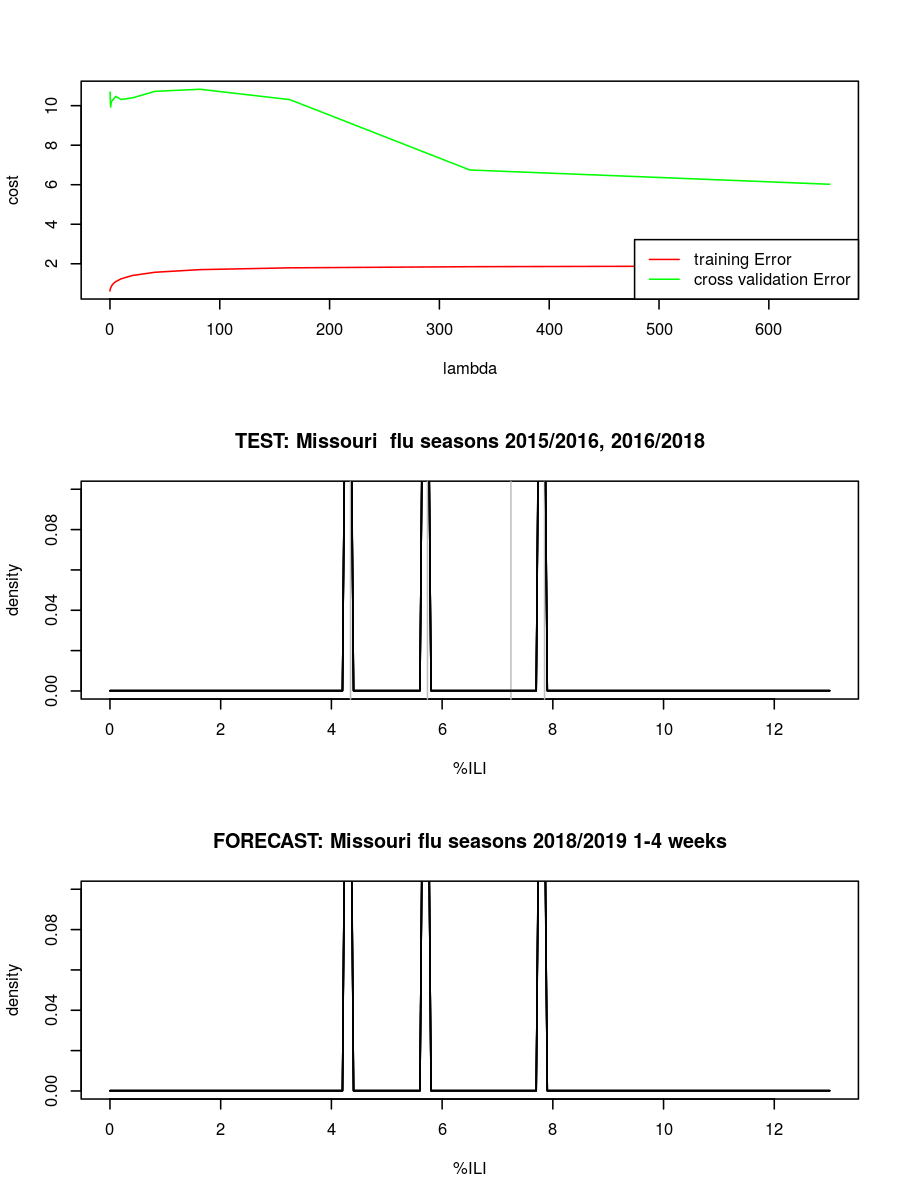 10
8
6
4
2
cost
training Error
cross validation Error
0 100 200 300 400 500 600
lambda
TEST: Missouri  flu seasons 2015/2016, 2016/2018
0.08
0.04
0.00
density
0 2 4 6 8 10 12
%ILI
FORECAST: Missouri flu seasons 2018/2019 1-4 weeks
0.08
0.04
0.00
density
0 2 4 6 8 10 12
%ILI